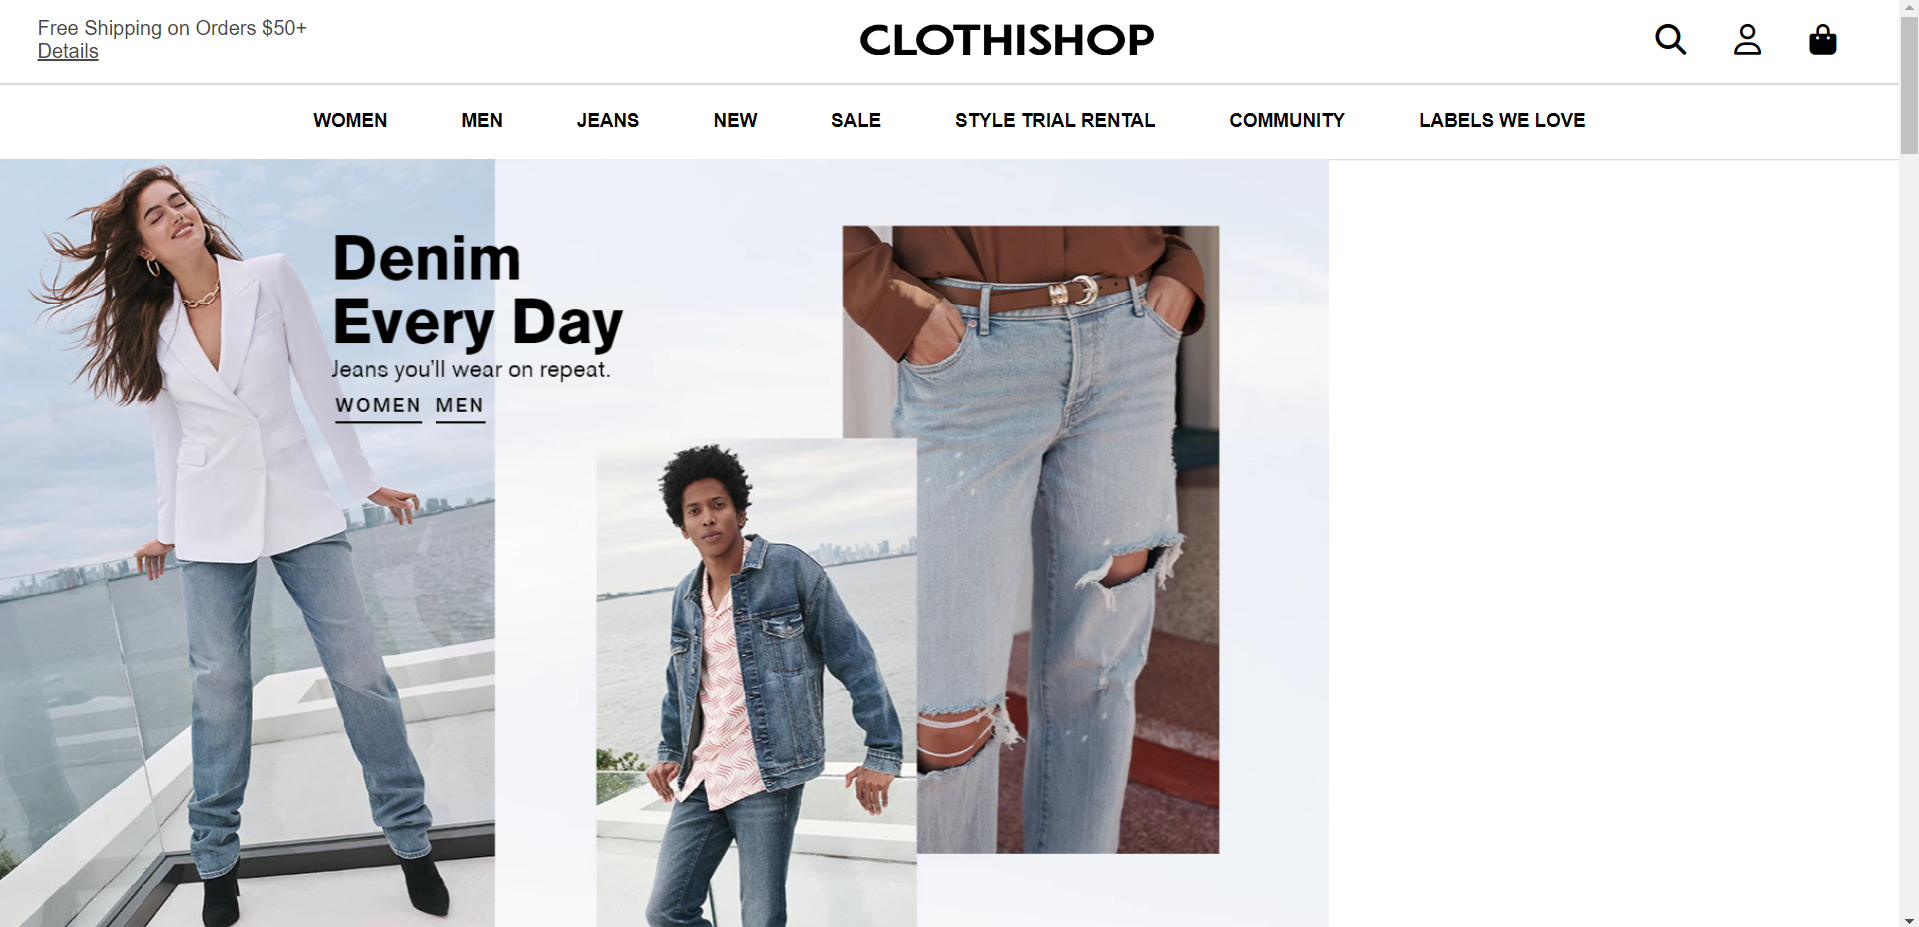 Free Shipping on Orders $50+
Details
CLOTHISHOP
WOMEN MEN JEANS NEW SALE STYLE TRIAL RENTAL COMMUNITY LABELS WE LOVE
Denim
Every Day
Jeans you'll wear on repeat.
WOMEN MEN